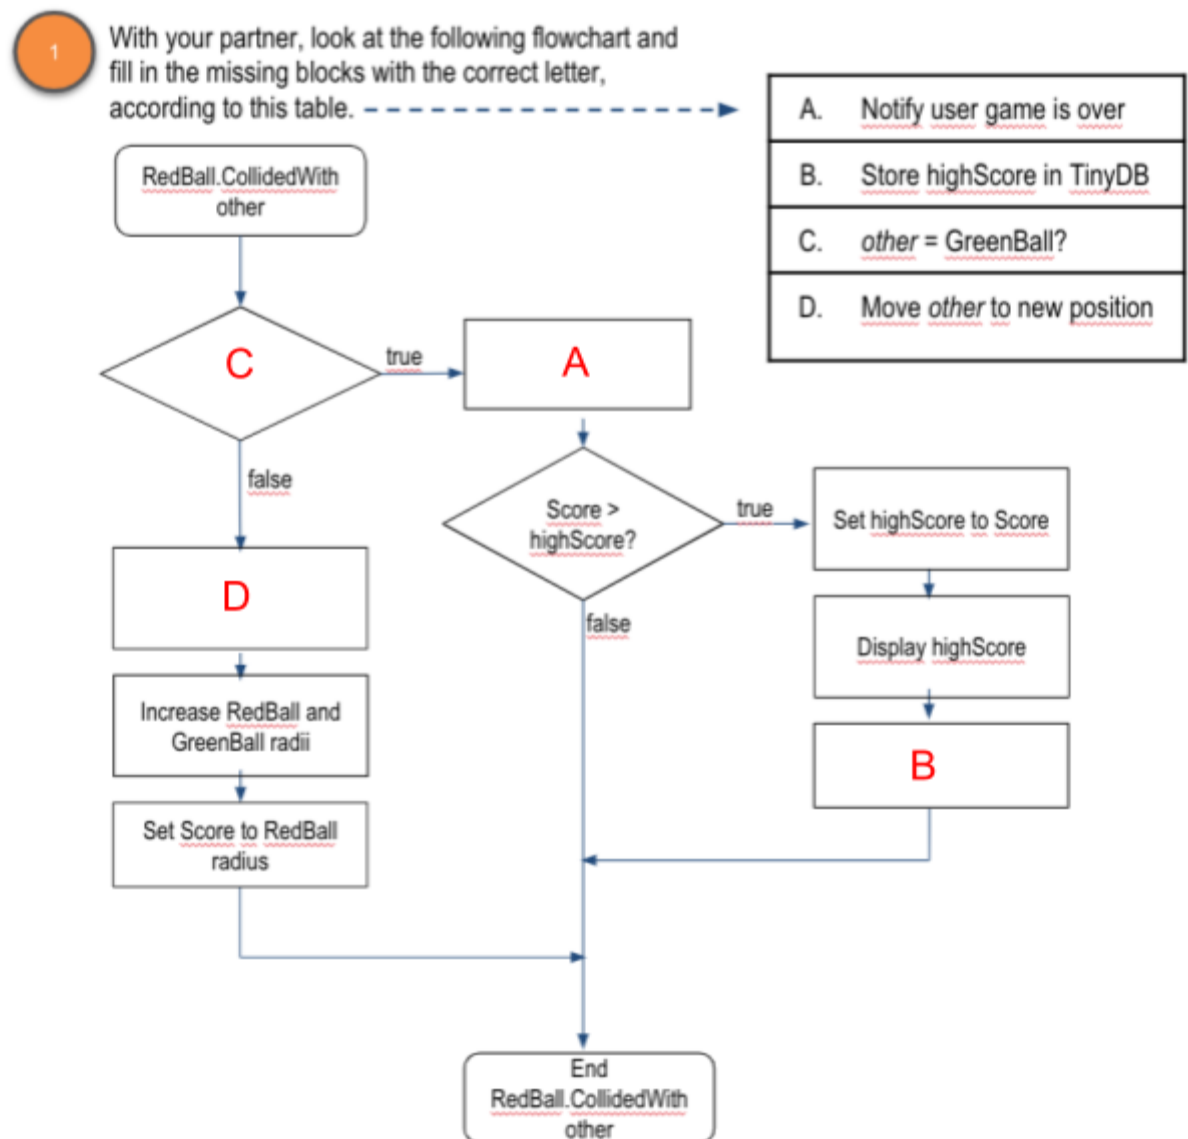 1
With your partner, look at the following flowchart and
fill in the missing blocks with the correct letter,
according to this table.
A. Notify user game is over
B. Store highScore in TinyDB
C. other = GreenBall?
D. Move other to new position
RedBall.CollidedWith
other
C
true
A
false
Score >
highScore?
true
Set highScore to Score
D
false
Display highScore
Increase RedBall and
GreenBall radii
B
Set Score to RedBall
radius
End
RedBall.CollidedWith
other